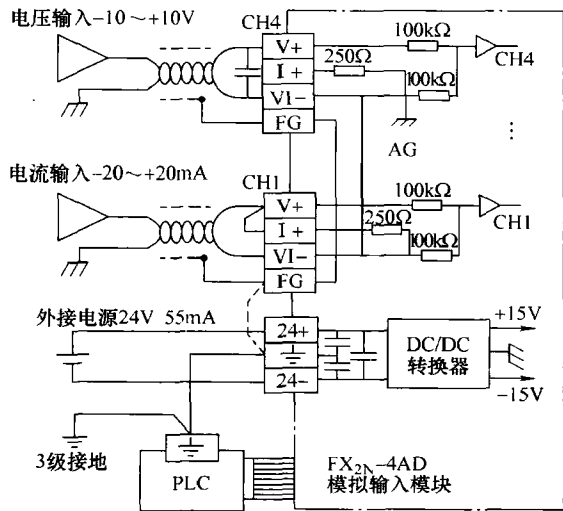 电压输入-10～+10V
CH4
V+
I+
VI-
FG
250Ω
100kΩ
100kΩ
CH4
AG
⋮
电流输入-20～+20mA
CH1
V+
I+
VI-
FG
100kΩ
250Ω
100kΩ
CH1
外接电源24V 55mA
24+
24-
DC/DC
转换器
+15V
-15V
3级接地
PLC
FX2N-4AD
模拟输入模块